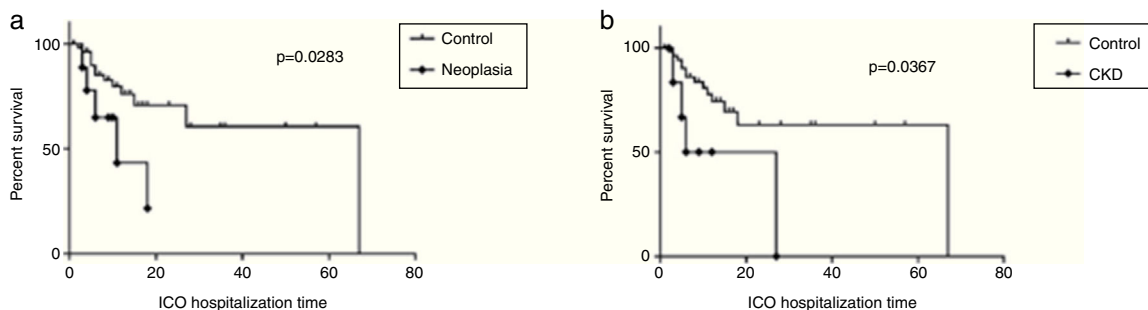 a
Control
Neoplasia
p=0.0283
100
50
0
Percent survival
0 20 40 60 80
ICO hospitalization time
b
Control
CKD
p=0.0367
100
50
0
Percent survival
0 20 40 60 80
ICO hospitalization time